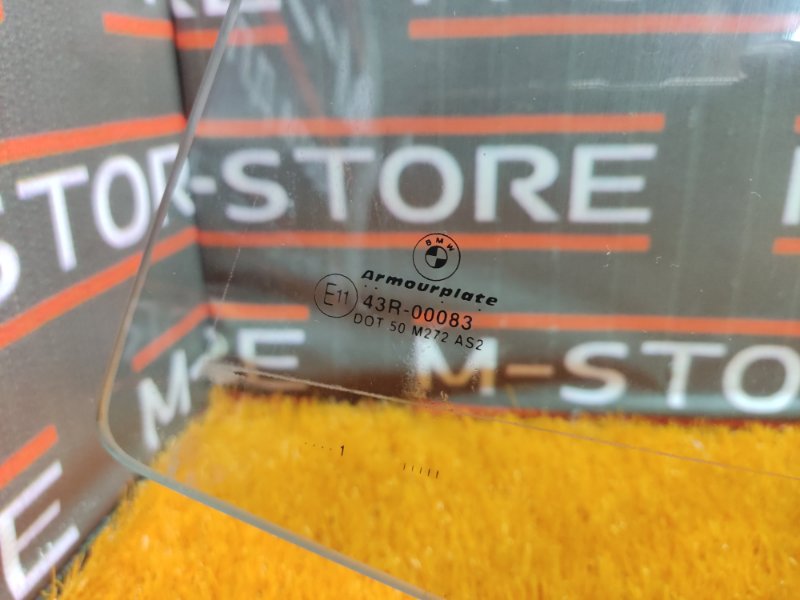 R-STORE
STOR
BMW
Armourplate
E11 43R-00083
DOT 50 M272 AS2
M-E
M-STO
..... 1